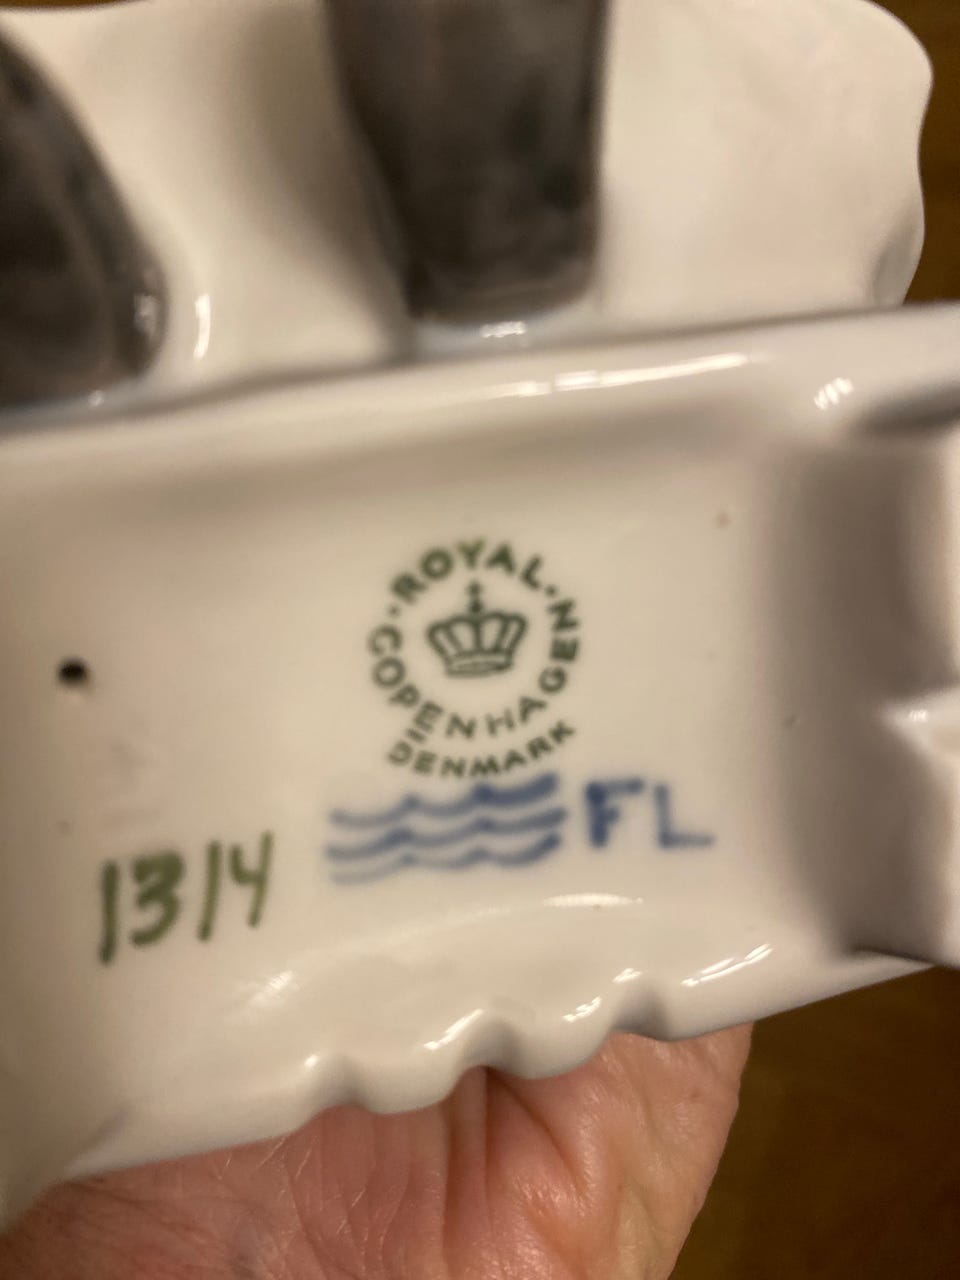 ROYAL
COPENHAGEN
DENMARK
FL
1314